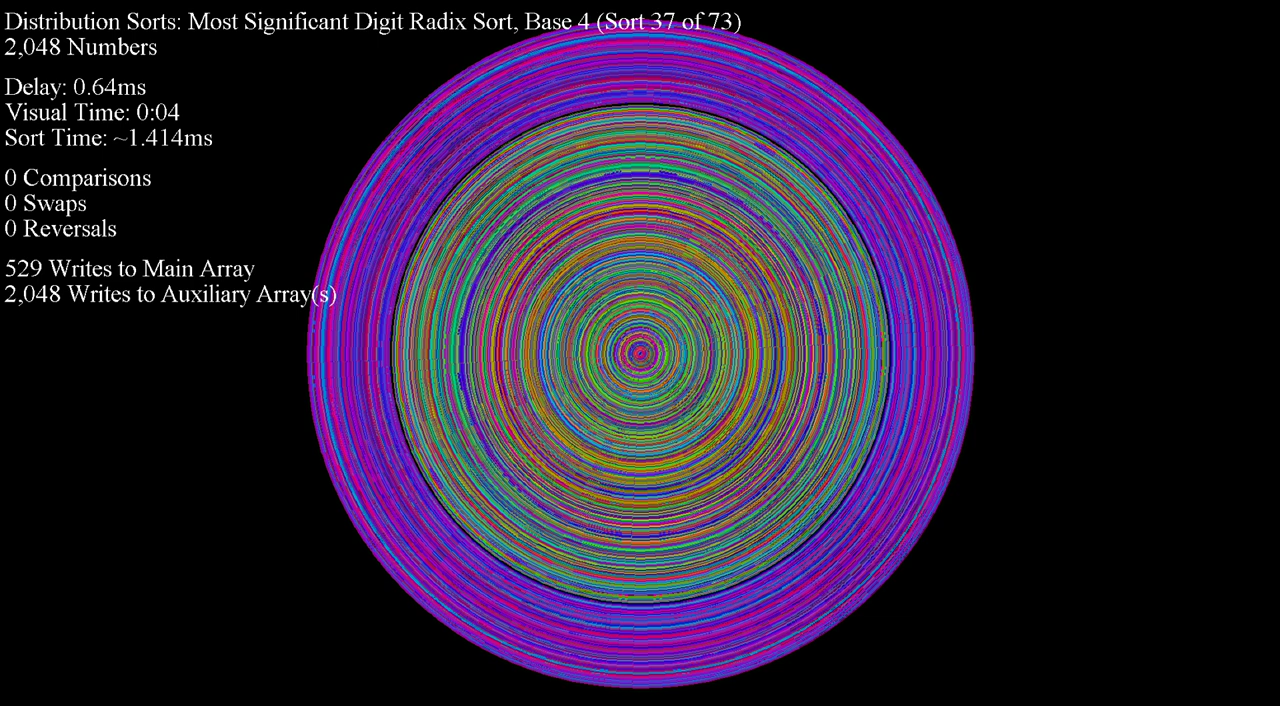 Distribution Sorts: Most Significant Digit Radix Sort, Base 4 (Sort 37 of 73)
2,048 Numbers
Delay: 0.64ms
Visual Time: 0:04
Sort Time: ~1.414ms
0 Comparisons
0 Swaps
0 Reversals
529 Writes to Main Array
2,048 Writes to Auxiliary Array(s)